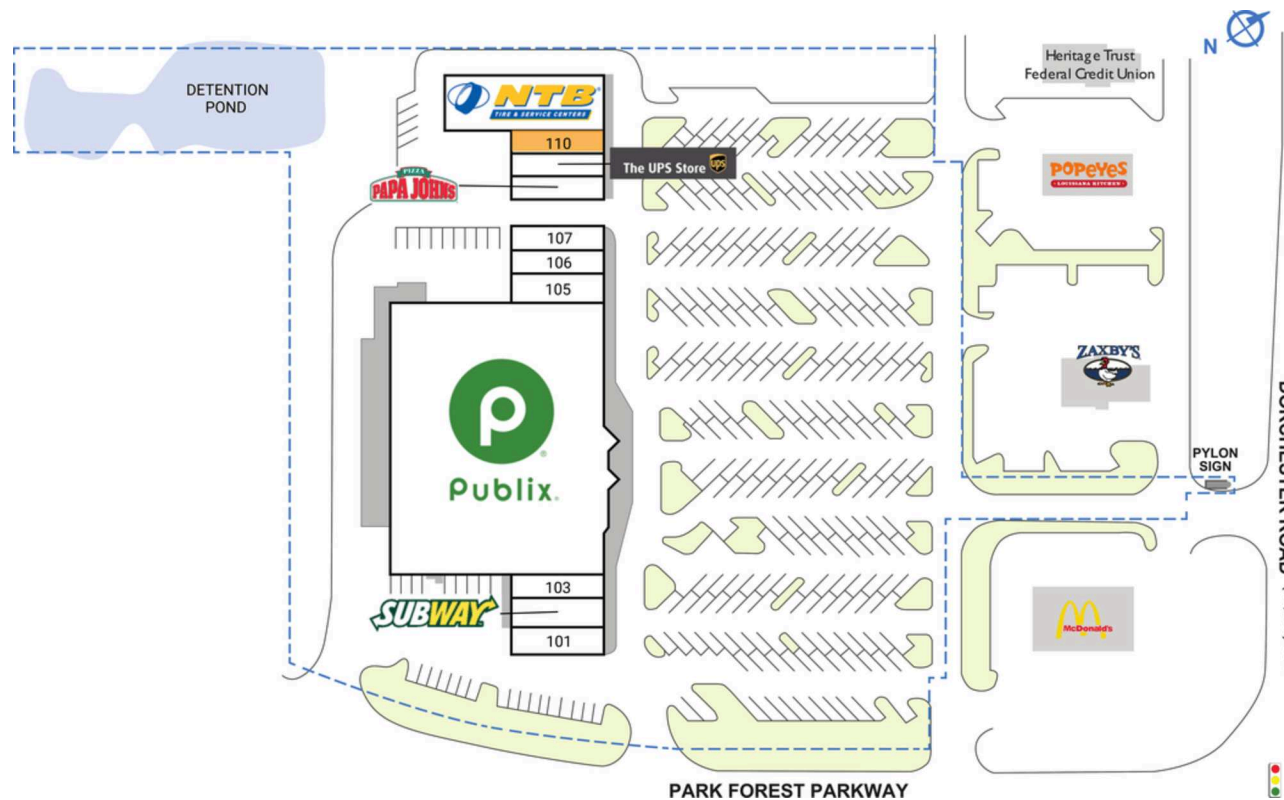 N
Heritage Trust
Federal Credit Union
DETENTION
POND
NTB
TIRE & SERVICE CENTERS
110
The UPS Store
ups
PIZZA
PAPA JOHNS
POPEYES
LOUISIANA KITCHEN
107
106
105
ZAXBY'S
Publix
PYLON
SIGN
DORCHESTER ROAD
103
SUBWAY
101
McDonald's
PARK FOREST PARKWAY